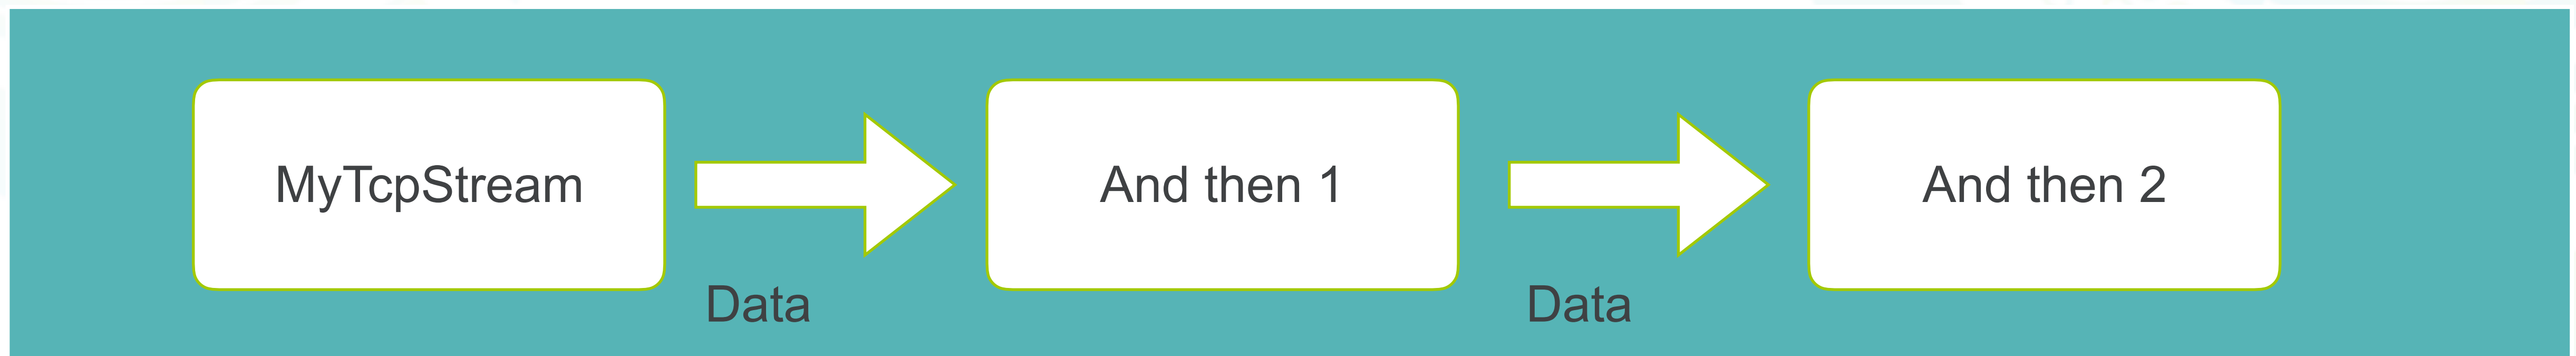 MyTcpStream
And then 1
And then 2
Data
Data